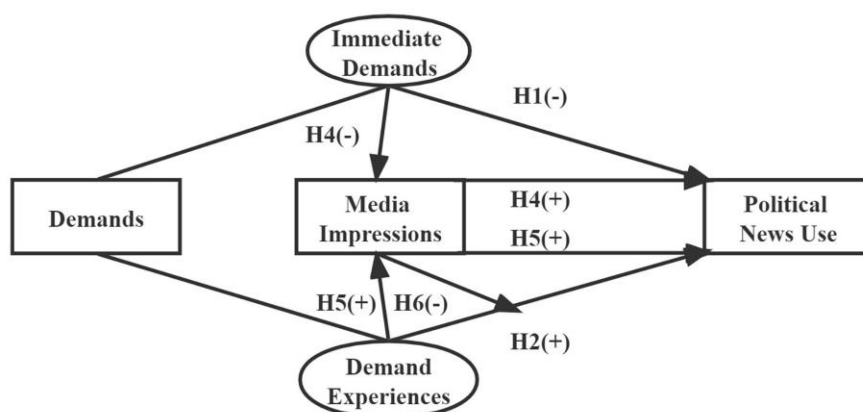 Immediate
Demands
H1(-)
H4(-)
Demands
Media
Impressions
H4(+)
H5(+)
Political
News Use
H5(+)
H6(-)
H2(+)
Demand
Experiences